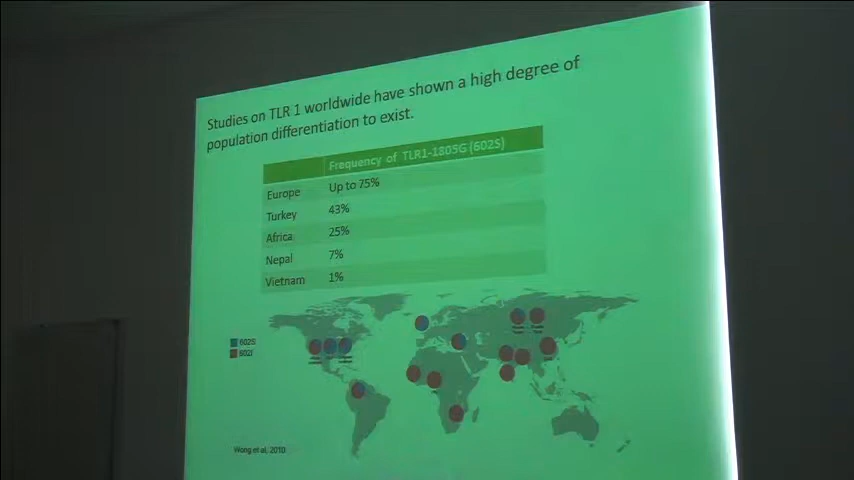 Studies on TLR 1 worldwide have shown a high degree of
population differentiation to exist.
Frequency of TLR1-1805G (602S)
Europe Up to 75%
Turkey 43%
Africa 25%
Nepal 7%
Vietnam 1%
602S
602I
Wong et al, 2010